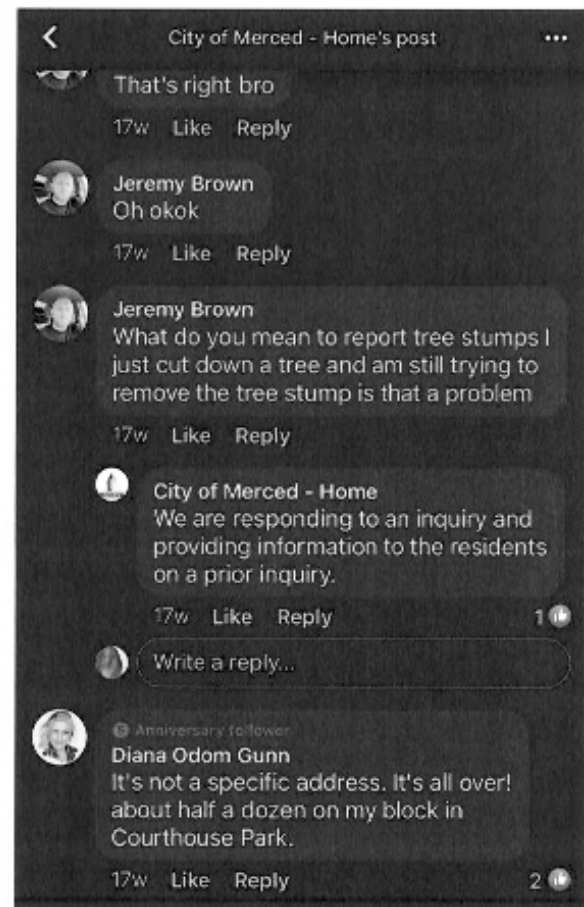 City of Merced - Home's post
That's right bro
17w Like Reply
Jeremy Brown
Oh okok
17w Like Reply
Jeremy Brown
What do you mean to report tree stumps I
just cut down a tree and am still trying to
remove the tree stump is that a problem
17w Like Reply
City of Merced - Home
We are responding to an inquiry and
providing information to the residents
on a prior inquiry.
17w Like Reply 1
Write a reply...
Anniversary follower
Diana Odom Gunn
It's not a specific address. It's all over!
about half a dozen on my block in
Courthouse Park.
17w Like Reply 2